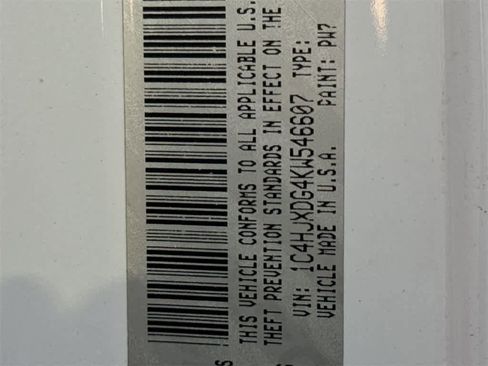 THIS VEHICLE CONFORMS TO ALL APPLICABLE U.S.
THEFT PREVENTION STANDARDS IN EFFECT ON THE
VIN: 1C4HJXDG4KW546607 TYPE:
VEHICLE MADE IN U.S.A. PAINT: PW7